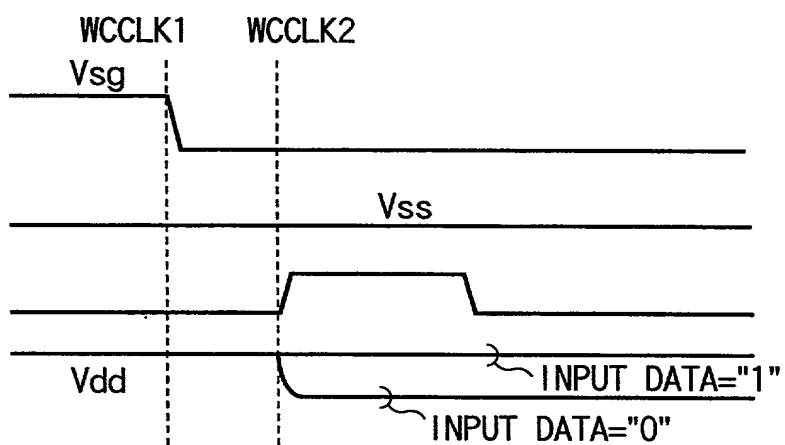 WCCLK1 WCCLK2
Vsg
Vss
Vdd
INPUT DATA="1"
INPUT DATA="0"